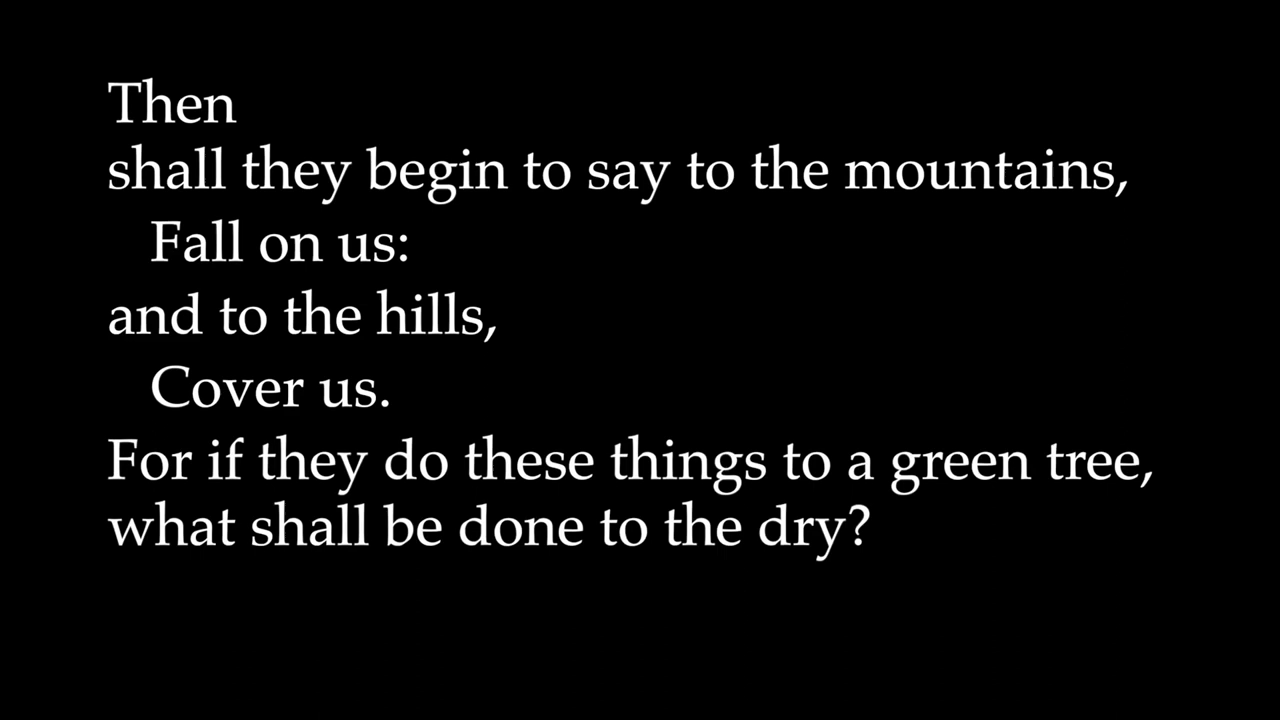 Then
shall they begin to say to the mountains,
Fall on us:
and to the hills,
Cover us.
For if they do these things to a green tree,
what shall be done to the dry?